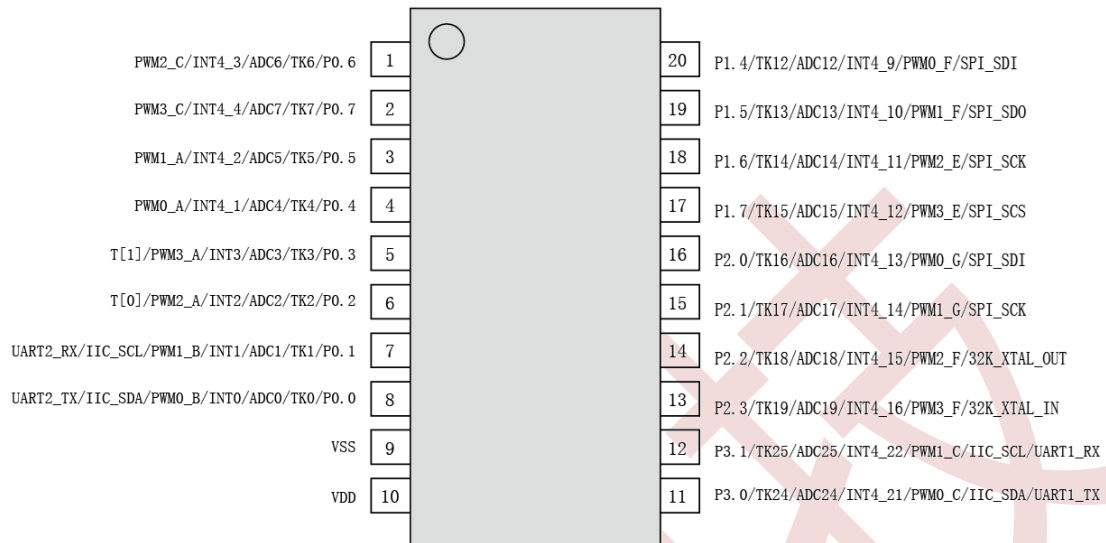 PWM2_C/INT4_3/ADC6/TK6/P0.6 1
PWM3_C/INT4_4/ADC7/TK7/P0.7 2
PWM1_A/INT4_2/ADC5/TK5/P0.5 3
PWM0_A/INT4_1/ADC4/TK4/P0.4 4
T[1]/PWM3_A/INT3/ADC3/TK3/P0.3 5
T[0]/PWM2_A/INT2/ADC2/TK2/P0.2 6
UART2_RX/IIC_SCL/PWM1_B/INT1/ADC1/TK1/P0.1 7
UART2_TX/IIC_SDA/PWM0_B/INT0/ADC0/TK0/P0.0 8
VSS 9
VDD 10
20 P1.4/TK12/ADC12/INT4_9/PWM0_F/SPI_SDI
19 P1.5/TK13/ADC13/INT4_10/PWM1_F/SPI_SDO
18 P1.6/TK14/ADC14/INT4_11/PWM2_E/SPI_SCK
17 P1.7/TK15/ADC15/INT4_12/PWM3_E/SPI_SCS
16 P2.0/TK16/ADC16/INT4_13/PWM0_G/SPI_SDI
15 P2.1/TK17/ADC17/INT4_14/PWM1_G/SPI_SCK
14 P2.2/TK18/ADC18/INT4_15/PWM2_F/32K_XTAL_OUT
13 P2.3/TK19/ADC19/INT4_16/PWM3_F/32K_XTAL_IN
12 P3.1/TK25/ADC25/INT4_22/PWM1_C/IIC_SCL/UART1_RX
11 P3.0/TK24/ADC24/INT4_21/PWM0_C/IIC_SDA/UART1_TX